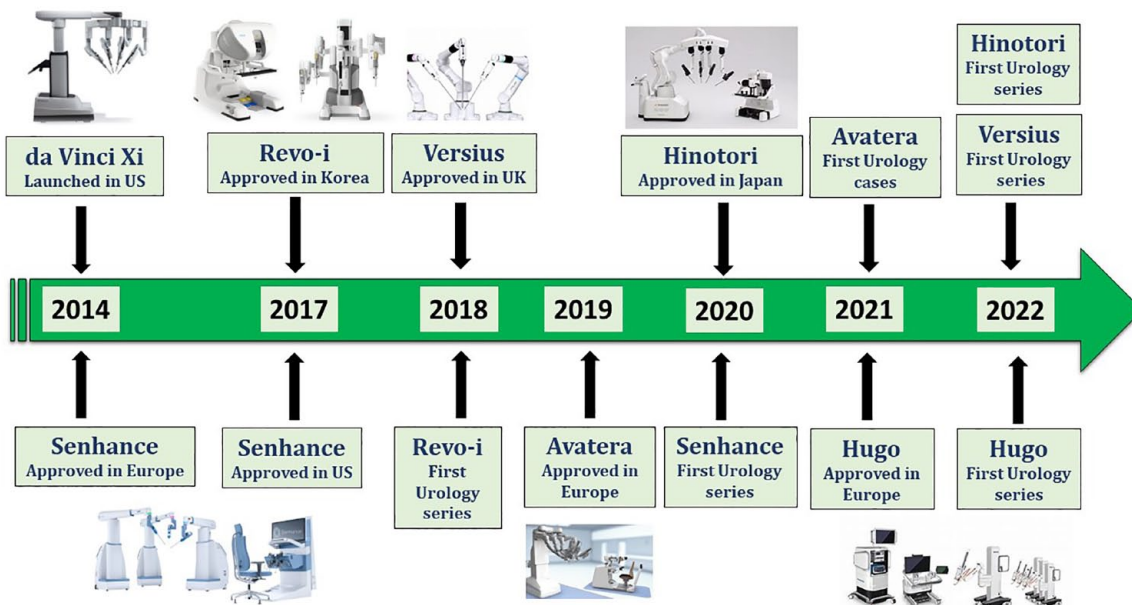 da Vinci Xi
Launched in US
Revo-i
Approved in Korea
Versius
Approved in UK
Hinotori
Approved in Japan
Avatera
First Urology
cases
Hinotori
First Urology
series
Versius
First Urology
series
2014
2017
2018
2019
2020
2021
2022
Senhance
Approved in Europe
Senhance
Approved in US
Revo-i
First
Urology
series
Avatera
Approved in
Europe
Senhance
First Urology
series
Hugo
Approved in
Europe
Hugo
First Urology
series